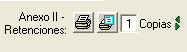 Anexo II -
Retenciones: 1 Copias